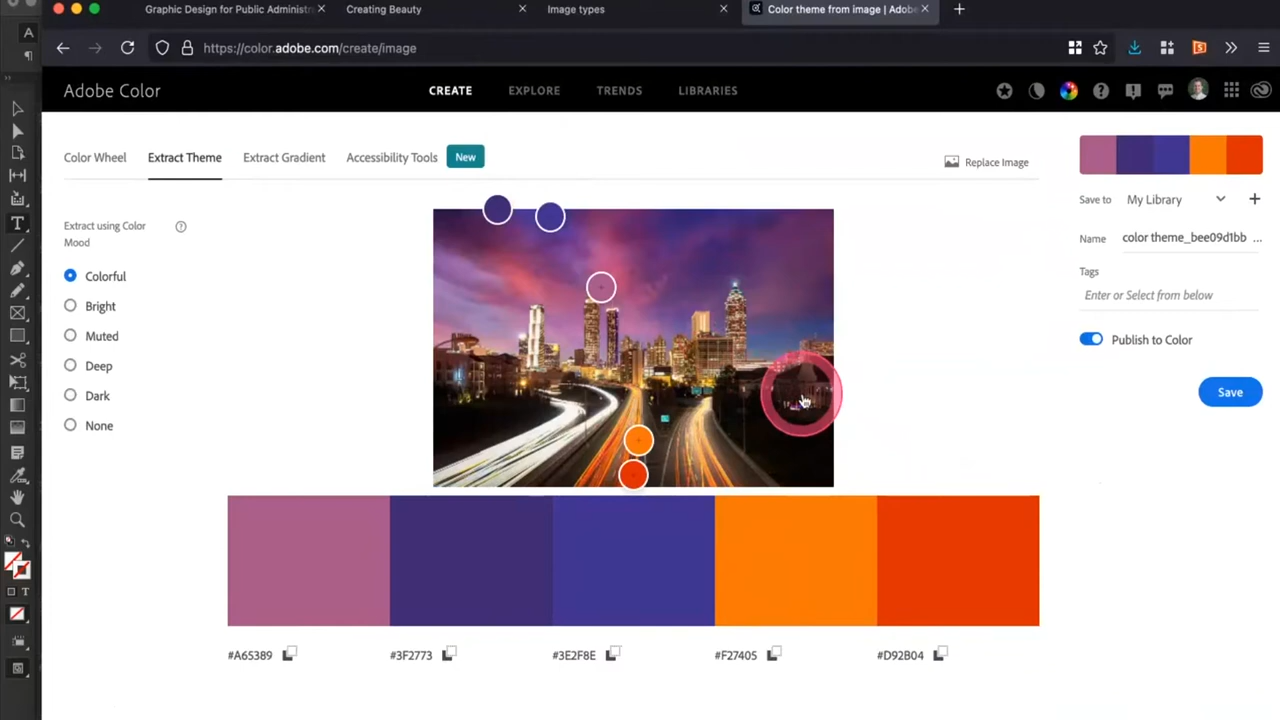 Graphic Design for Public Administr
Creating Beauty
Image types
Color theme from image | Adobe
https://color.adobe.com/create/image
Adobe Color
CREATE
EXPLORE
TRENDS
LIBRARIES
Color Wheel
Extract Theme
Extract Gradient
Accessibility Tools
New
Replace Image
Extract using Color
Mood
Colorful
Bright
Muted
Deep
Dark
None
Save to
My Library
Name
color theme_bee09d1bb ...
Tags
Enter or Select from below
Publish to Color
Save
#A65389
#3F2773
#3E2F8E
#F27405
#D92B04